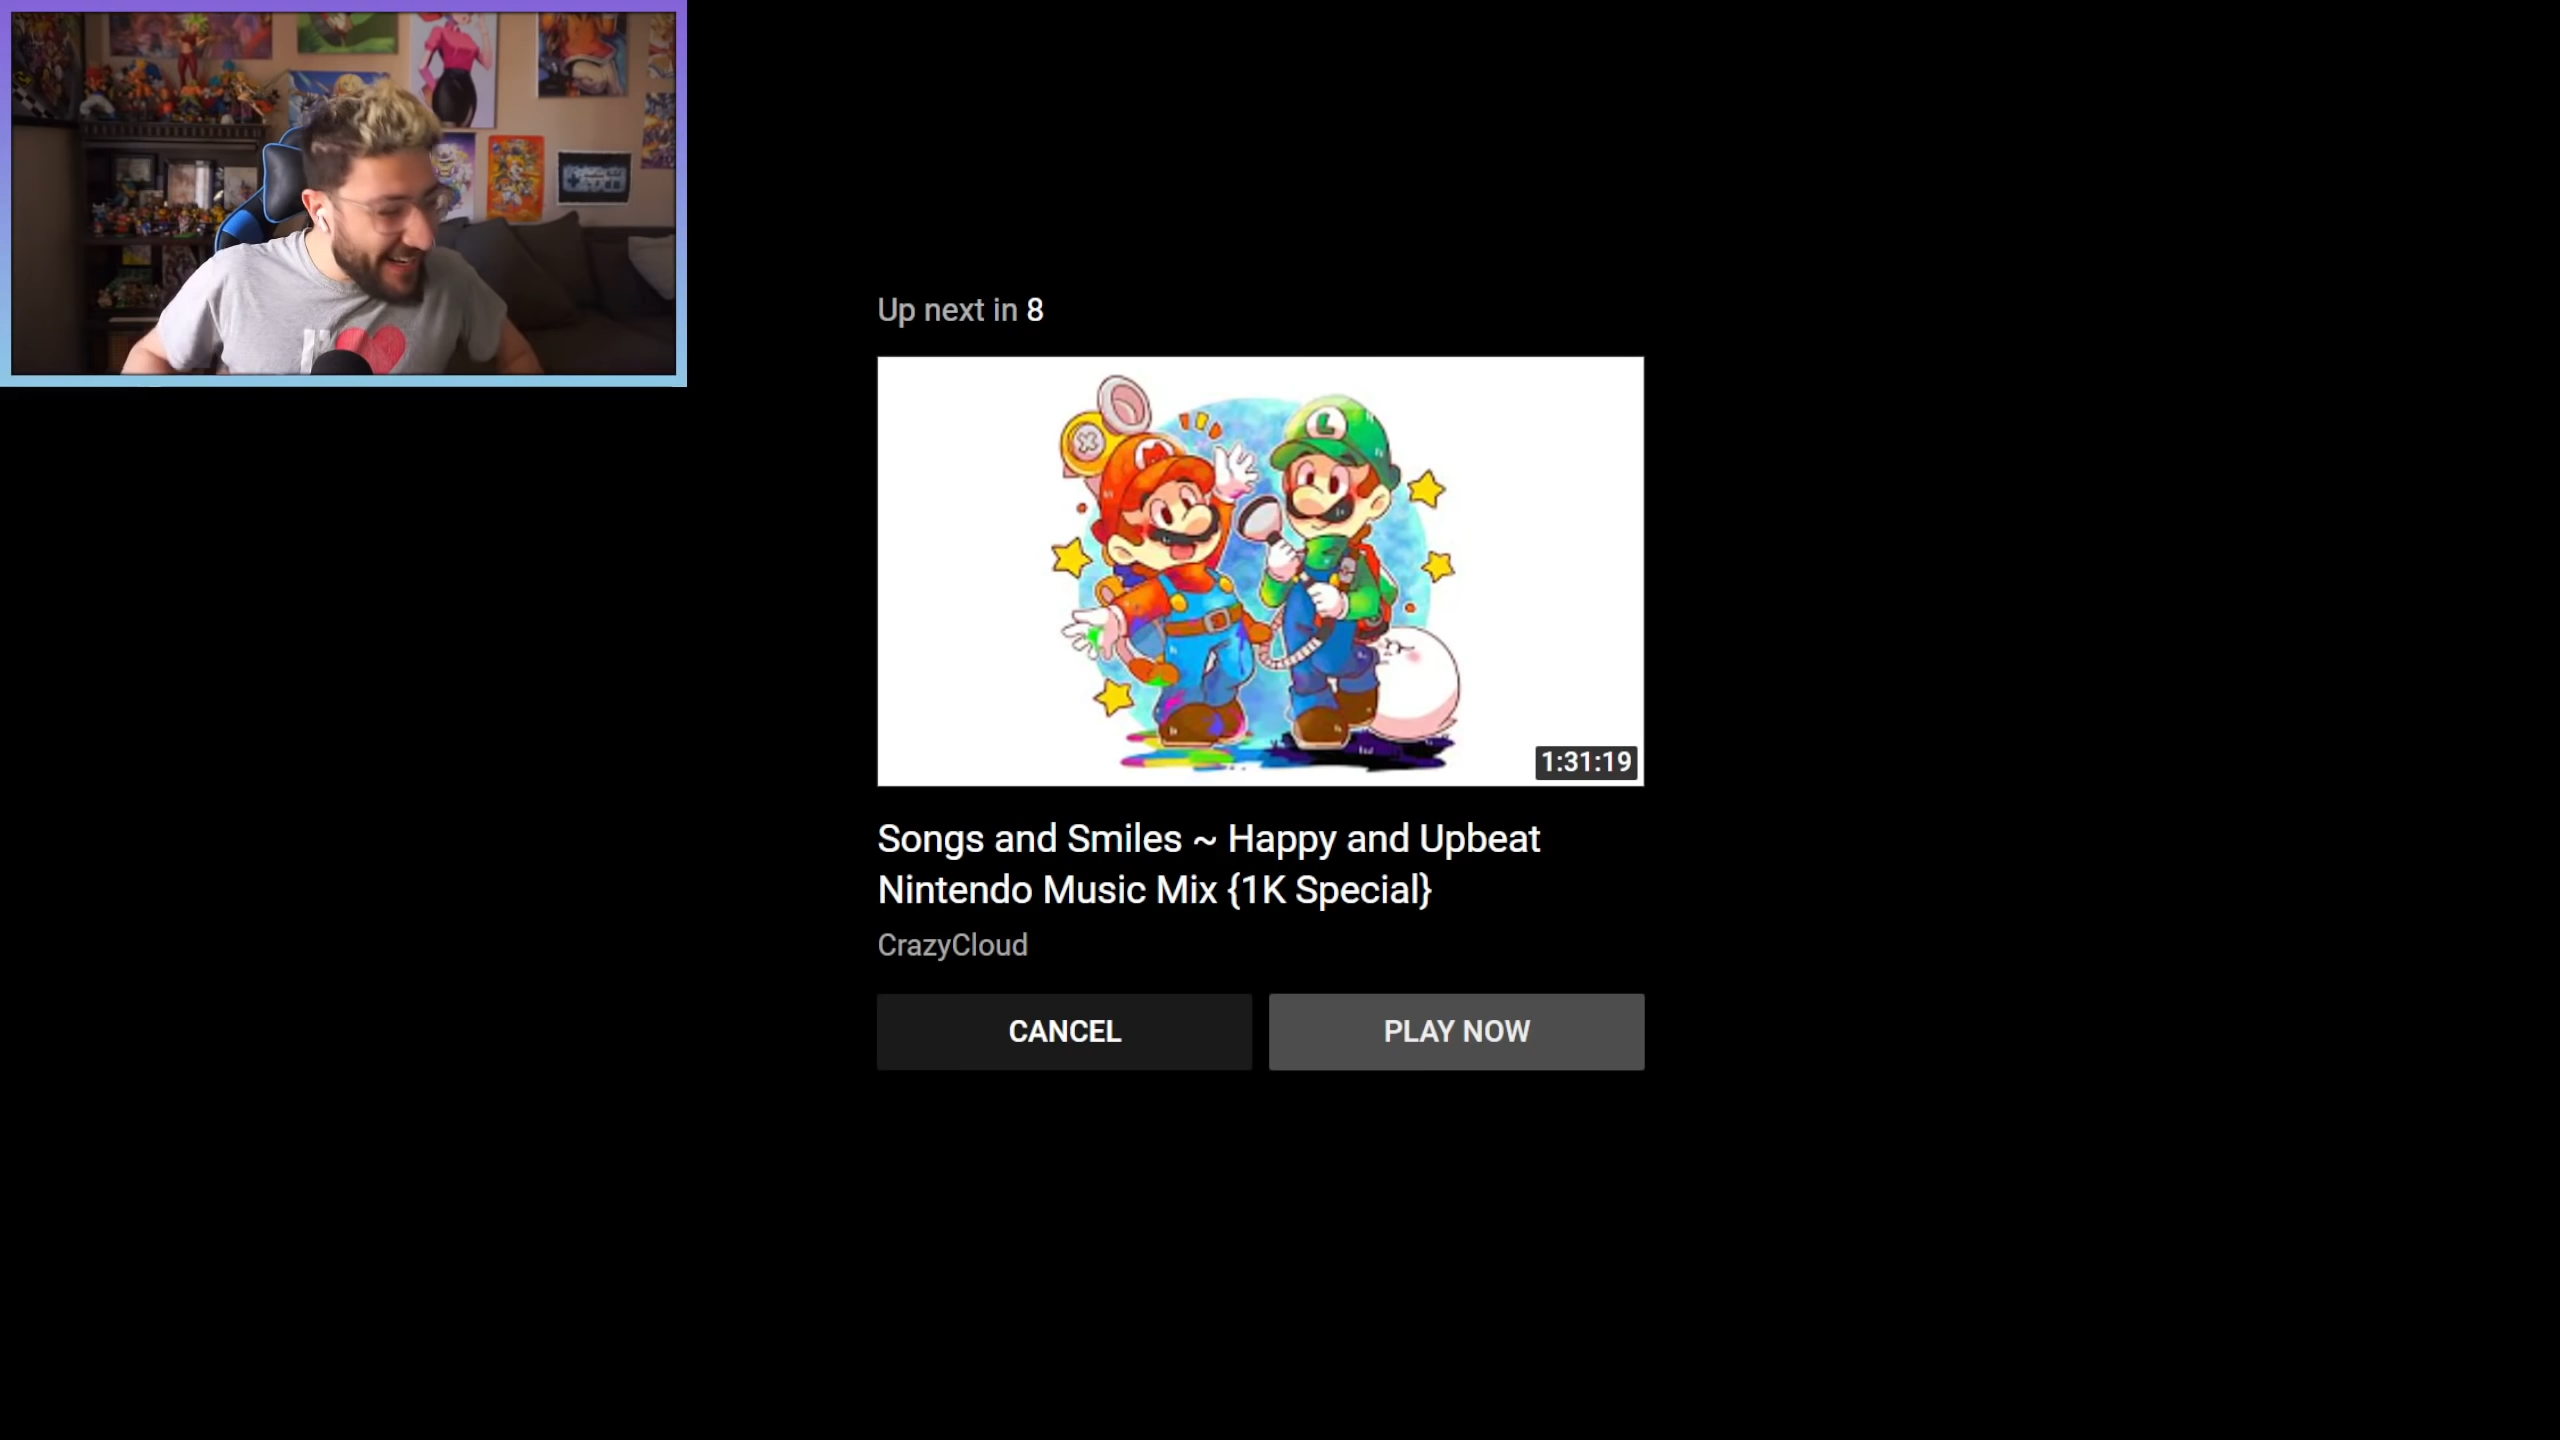 Up next in 8
M
L
1:31:19
Songs and Smiles ~ Happy and Upbeat
Nintendo Music Mix {1K Special}
CrazyCloud
CANCEL
PLAY NOW